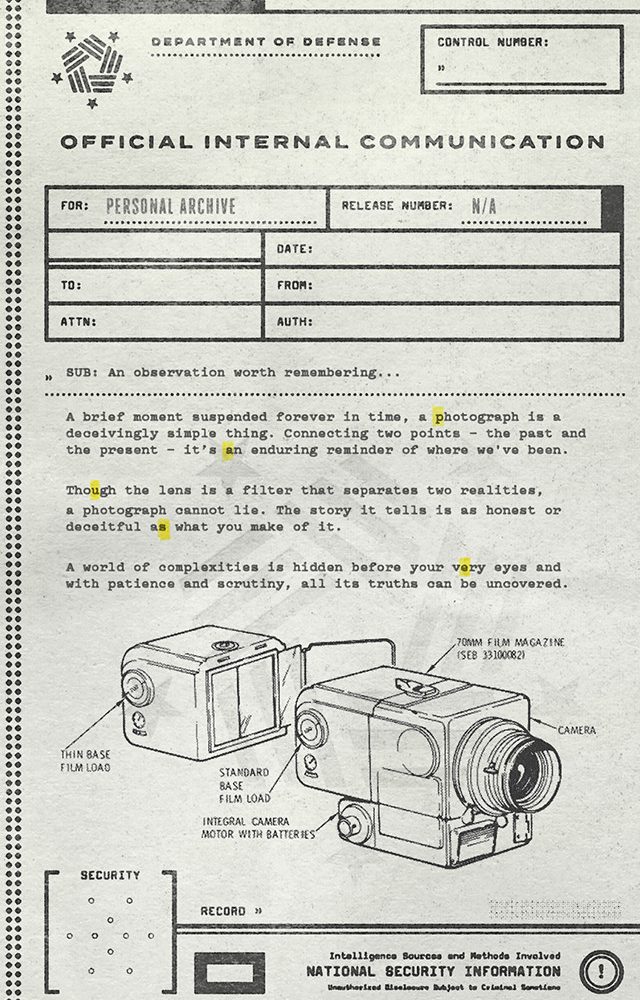 DEPARTMENT OF DEFENSE
CONTROL NUMBER:
»
OFFICIAL INTERNAL COMMUNICATION
FOR: PERSONAL ARCHIVE
RELEASE NUMBER: N/A
DATE:
TO:
FROM:
ATTN:
AUTH:
» SUB: An observation worth remembering...
A brief moment suspended forever in time, a photograph is a
deceivingly simple thing. Connecting two points - the past and
the present - it's an enduring reminder of where we've been.
Though the lens is a filter that separates two realities,
a photograph cannot lie. The story it tells is as honest or
deceitful as what you make of it.
A world of complexities is hidden before your very eyes and
with patience and scrutiny, all its truths can be uncovered.
70MM FILM MAGAZINE
(SEB 33100082)
CAMERA
THIN BASE
FILM LOAD
STANDARD
BASE
FILM LOAD
INTEGRAL CAMERA
MOTOR WITH BATTERIES
SECURITY
RECORD »
Intelligence Sources and Methods Involved
NATIONAL SECURITY INFORMATION
Unauthorized Disclosure Subject to Criminal Sanctions
!